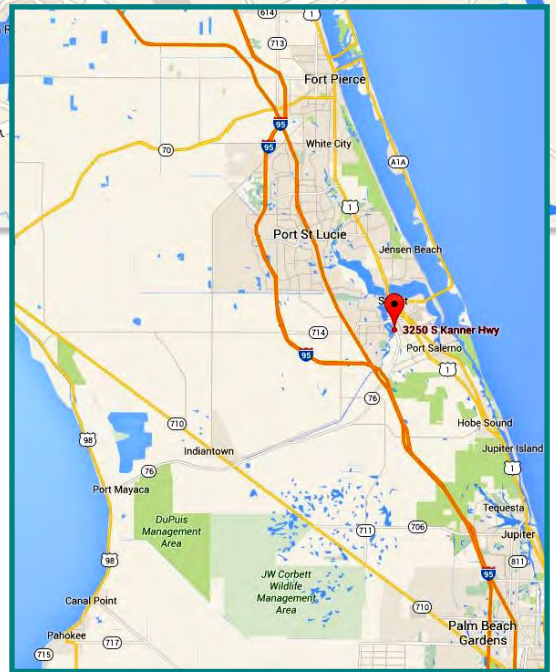 614
1
713
Fort Pierce
95
95
White City
70
A1A
1
Port St Lucie
Jensen Beach
3250 S Kanner Hwy
714
Port Salerno
95
1
76
98
710
Hobe Sound
Indiantown
Jupiter Island
76
1
Port Mayaca
Tequesta
DuPuis
Management
Area
711
706
Jupiter
98
811
JW Corbett
Wildlife
Management
Area
95
Canal Point
710
Palm Beach
Gardens
Pahokee
717
715